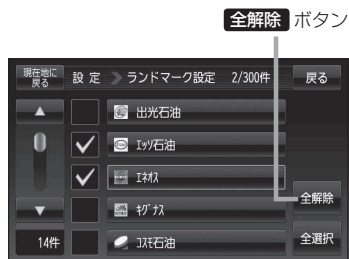 全解除 ボタン
現在地に
戻る
設定 ランドマーク設定 2/300件 戻る
出光石油
エッソ石油
エネオス
キグナス
コスモ石油
全解除
全選択
14件